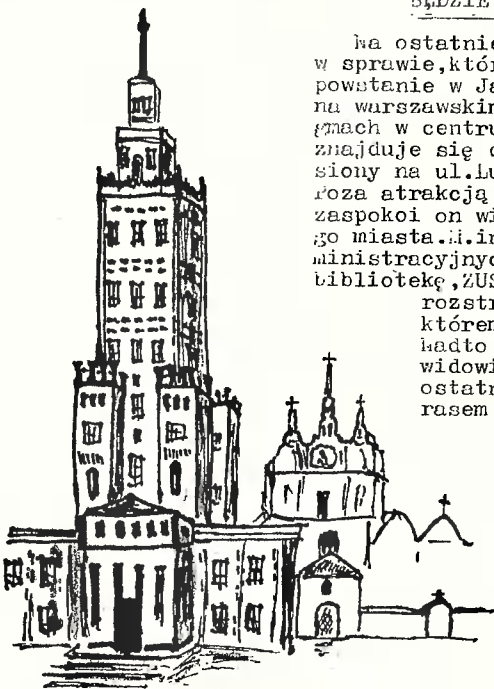 BĘDZIE
Na ostatnie
w sprawie,któr
powstanie w Ja
na warszawskim
gmach w centru
znajduje się o
siony na ul.Lu
Poza atrakcją
zaspokoi on wi
go miasta.M.in
ministracyjnyc
bibliotekę,ZUS
rozstr
którem
Nadto
widowi
ostatn
rasem